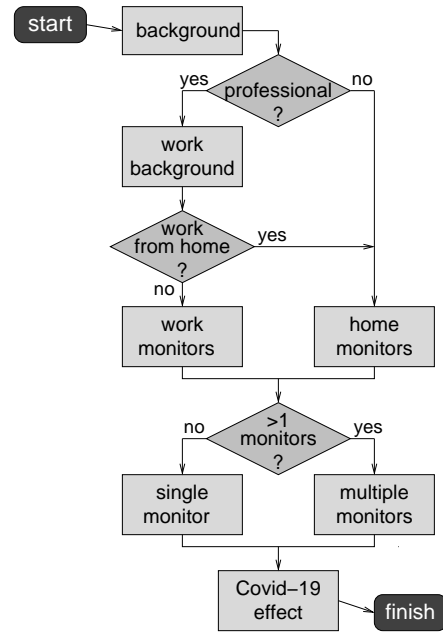 start
background
yes
professional
?
no
work
background
work
from home
?
yes
no
work
monitors
home
monitors
no
>1
monitors
?
yes
single
monitor
multiple
monitors
Covid–19
effect
finish